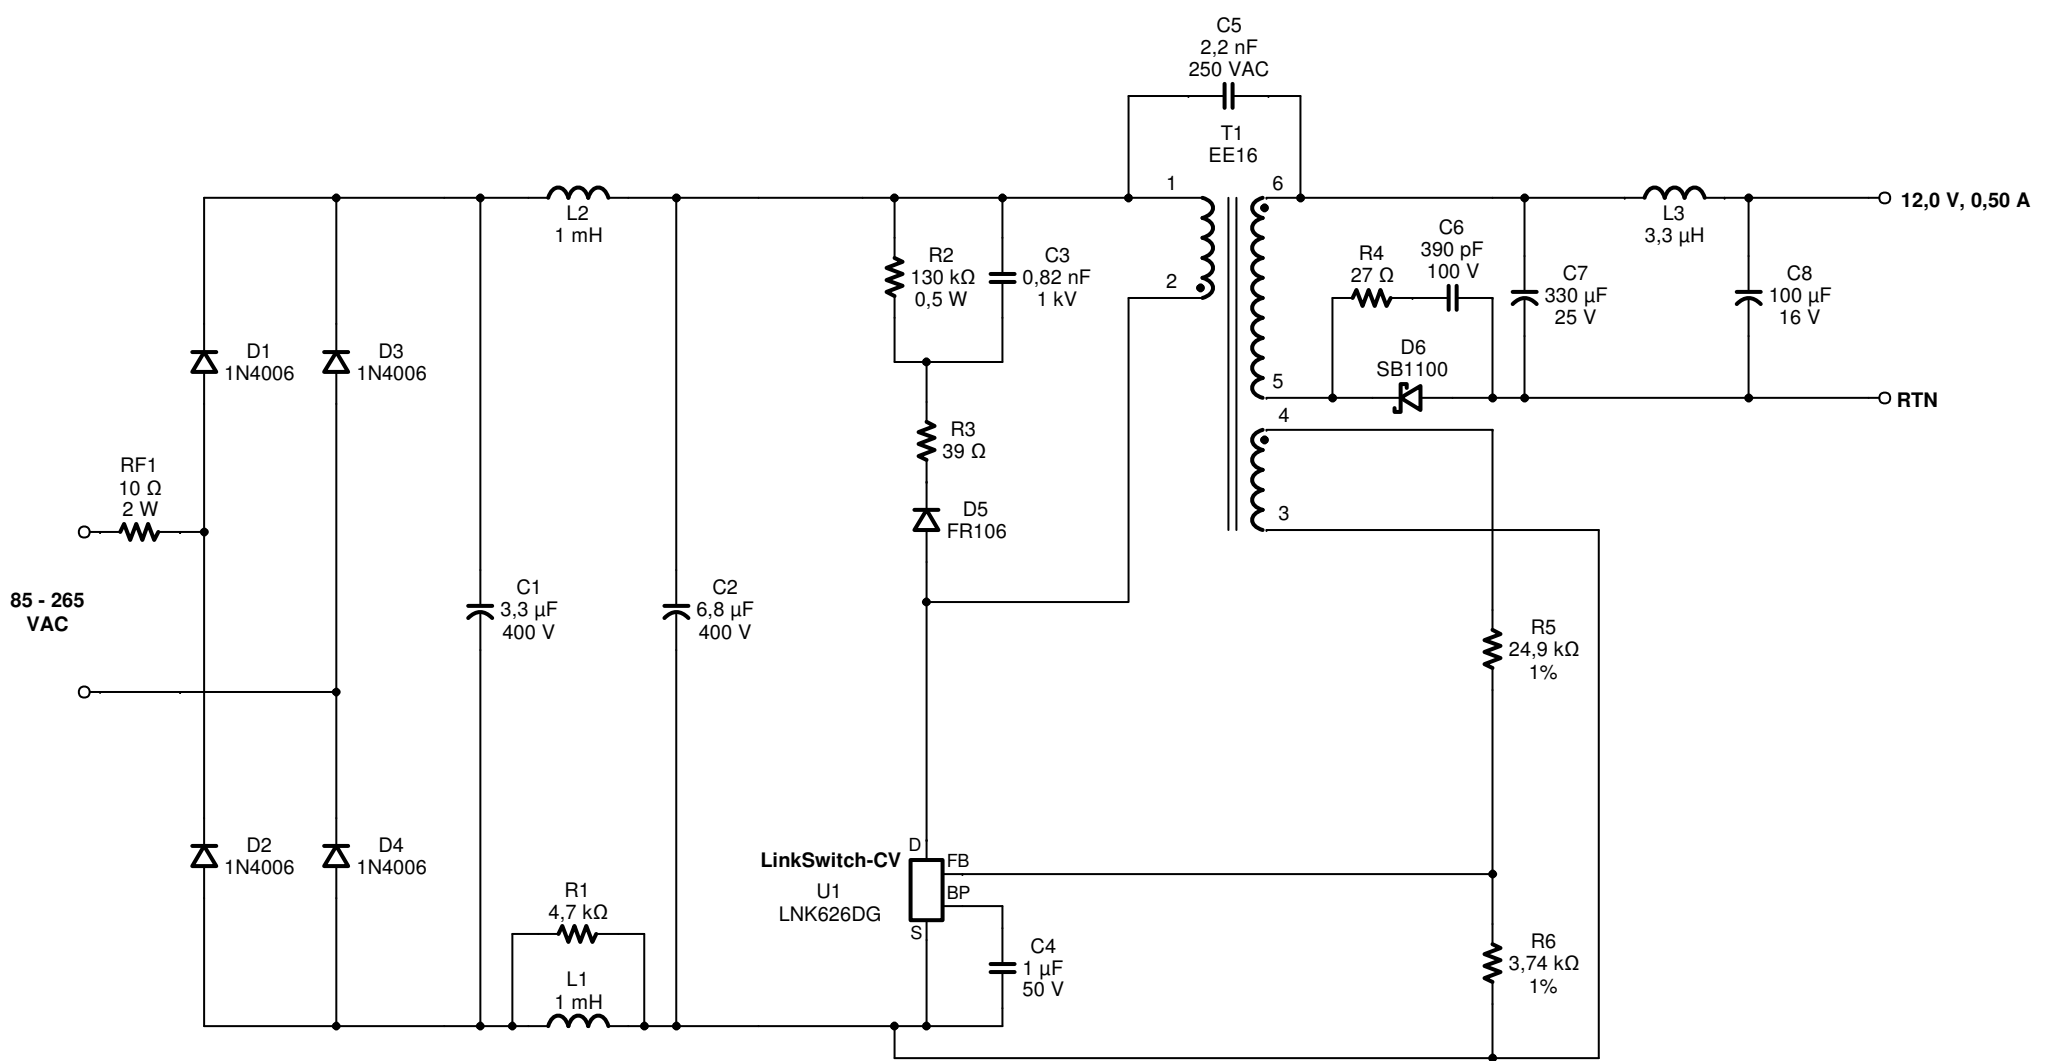 C5
2,2 nF
250 VAC
T1
EE16
1
6
2
5
4
3
L2
1 mH
12,0 V, 0,50 A
L3
3,3 µH
R2
130 kΩ
0,5 W
C3
0,82 nF
1 kV
R4
27 Ω
C6
390 pF
100 V
C7
330 µF
25 V
C8
100 µF
16 V
D6
SB1100
RTN
D1
1N4006
D3
1N4006
R3
39 Ω
D5
FR106
RF1
10 Ω
2 W
85 - 265
VAC
C1
3,3 µF
400 V
C2
6,8 µF
400 V
R5
24,9 kΩ
1%
D2
1N4006
D4
1N4006
R1
4,7 kΩ
L1
1 mH
LinkSwitch-CV
U1
LNK626DG
D
FB
BP
S
C4
1 µF
50 V
R6
3,74 kΩ
1%